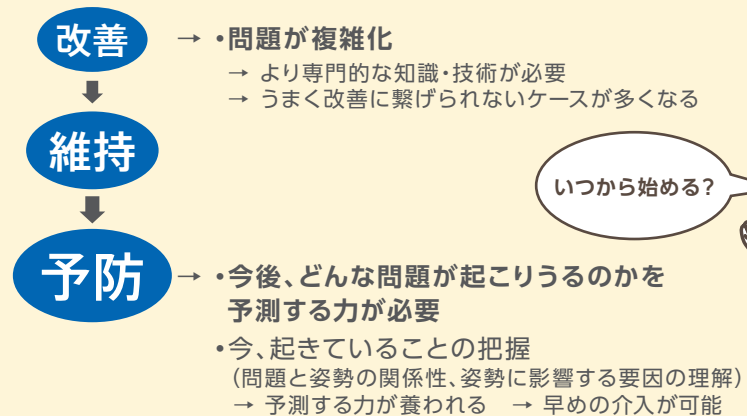 改善
→ •問題が複雑化
→ より専門的な知識・技術が必要
→ うまく改善に繋げられないケースが多くなる
維持
いつから始める?
予防
→ •今後、どんな問題が起こりうるのかを
予測する力が必要
•今、起きていることの把握
(問題と姿勢の関係性、姿勢に影響する要因の理解)
→ 予測する力が養われる → 早めの介入が可能